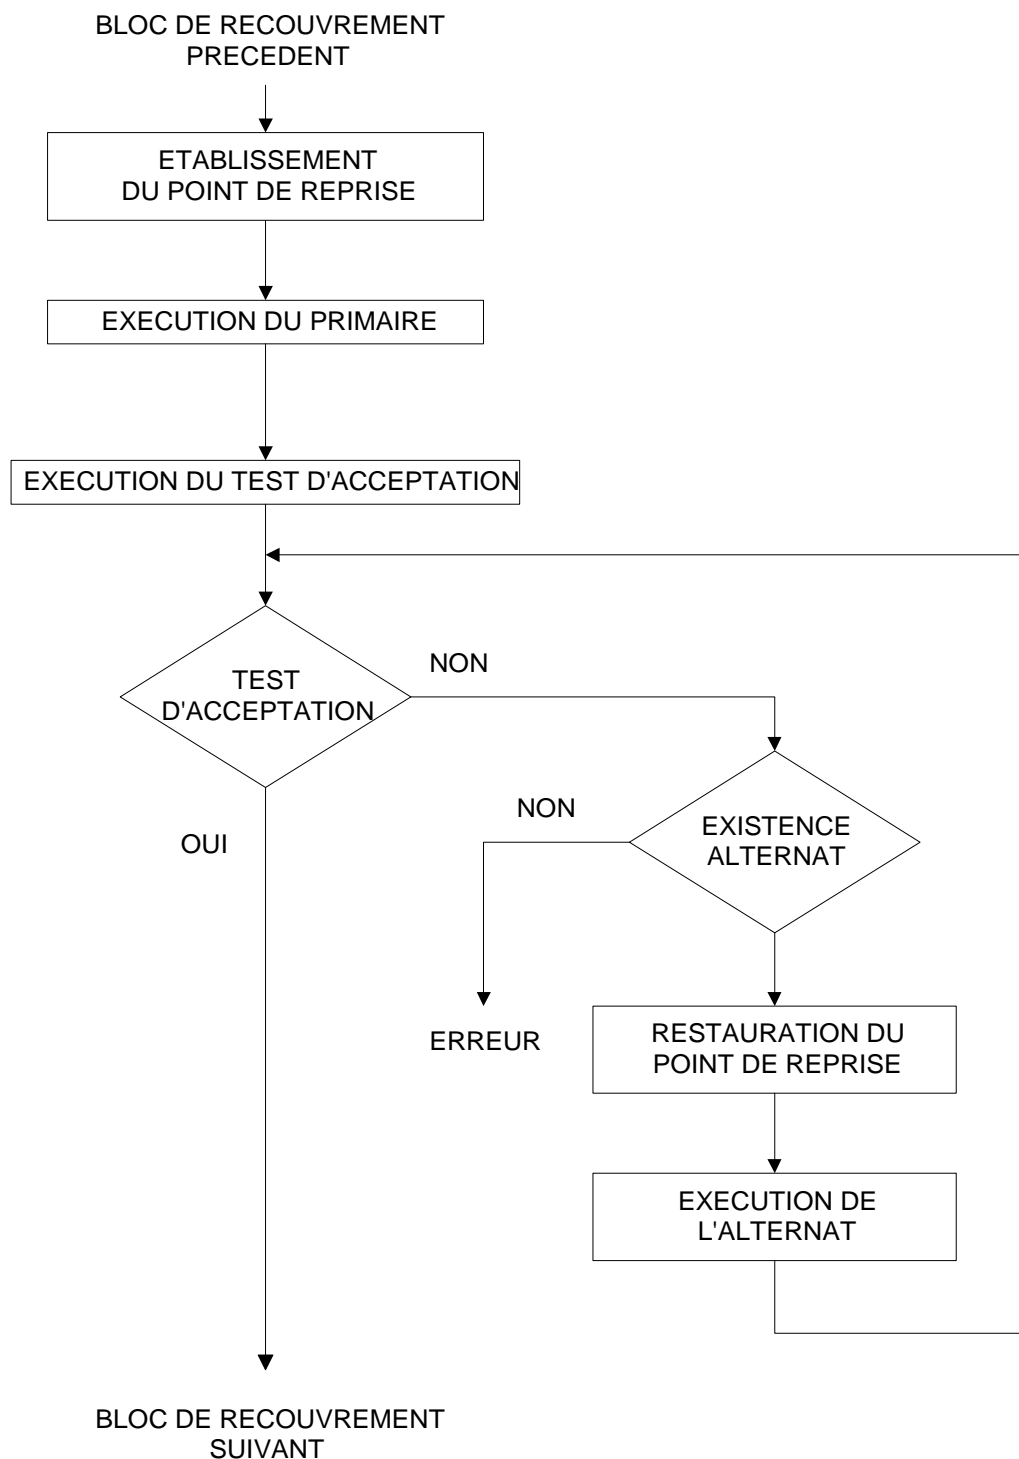 BLOC DE RECOUVREMENT
PRECEDENT
ETABLISSEMENT
DU POINT DE REPRISE
EXECUTION DU PRIMAIRE
EXECUTION DU TEST D'ACCEPTATION
TEST
D'ACCEPTATION
NON
OUI
NON
EXISTENCE
ALTERNAT
ERREUR
RESTAURATION DU
POINT DE REPRISE
EXECUTION DE
L'ALTERNAT
BLOC DE RECOUVREMENT
SUIVANT